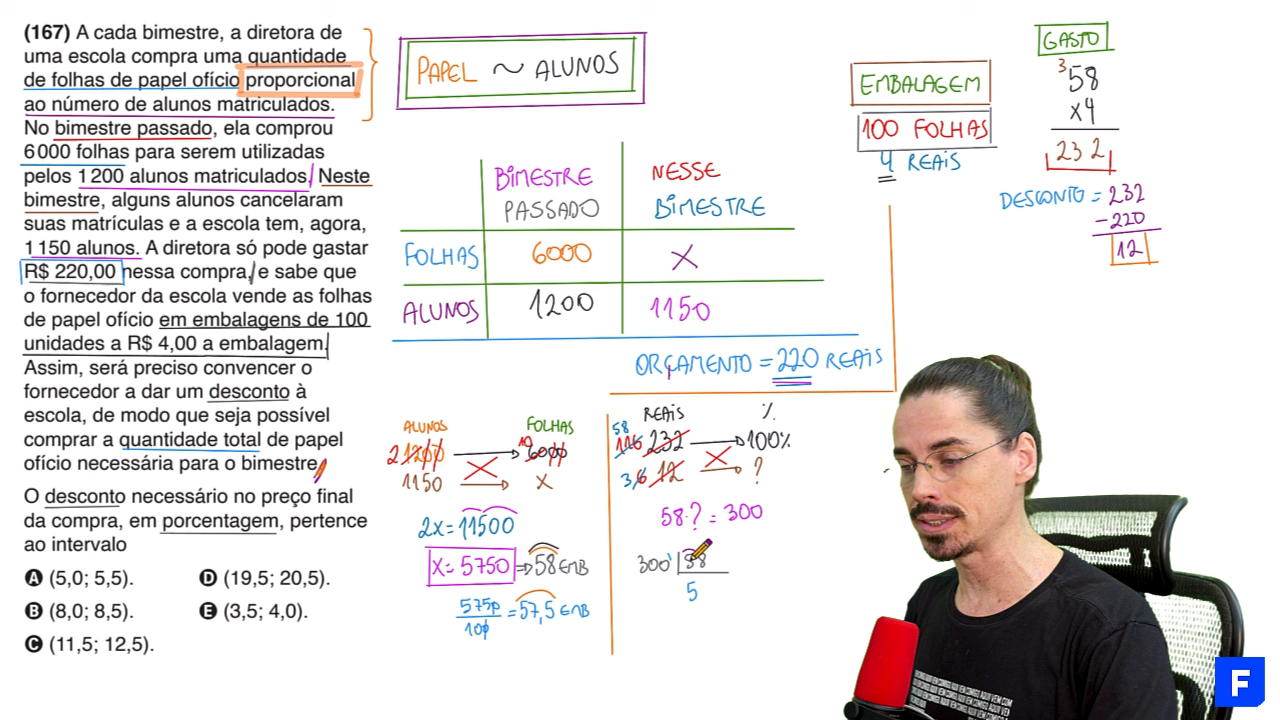 (167) A cada bimestre, a diretora de
uma escola compra uma quantidade
de folhas de papel ofício proporcional
ao número de alunos matriculados.
No bimestre passado, ela comprou
6 000 folhas para serem utilizadas
pelos 1 200 alunos matriculados. Neste
bimestre, alguns alunos cancelaram
suas matrículas e a escola tem, agora,
1 150 alunos. A diretora só pode gastar
R$ 220,00 nessa compra, e sabe que
o fornecedor da escola vende as folhas
de papel ofício em embalagens de 100
unidades a R$ 4,00 a embalagem.
Assim, será preciso convencer o
fornecedor a dar um desconto à
escola, de modo que seja possível
comprar a quantidade total de papel
ofício necessária para o bimestre.
O desconto necessário no preço final
da compra, em porcentagem, pertence
ao intervalo
A (5,0; 5,5).
B (8,0; 8,5).
C (11,5; 12,5).
D (19,5; 20,5).
E (3,5; 4,0).
PAPEL ~ ALUNOS
BIMESTRE PASSADO
NESSE BIMESTRE
FOLHAS 6000 X
ALUNOS 1200 1150
ORÇAMENTO = 220 REAIS
EMBALAGEM
100 FOLHAS
4 REAIS
GASTO
3
58
x4
232
DESCONTO = 232
-220
12
ALUNOS FOLHAS
2 1200 10 6000
1150 X
2x = 11500
X = 5750 → 58 EMB
5750
100
= 57,5 EMB
REAIS %
58 116 232 100%
3 6 12 ?
58·? = 300
300 58
5
F